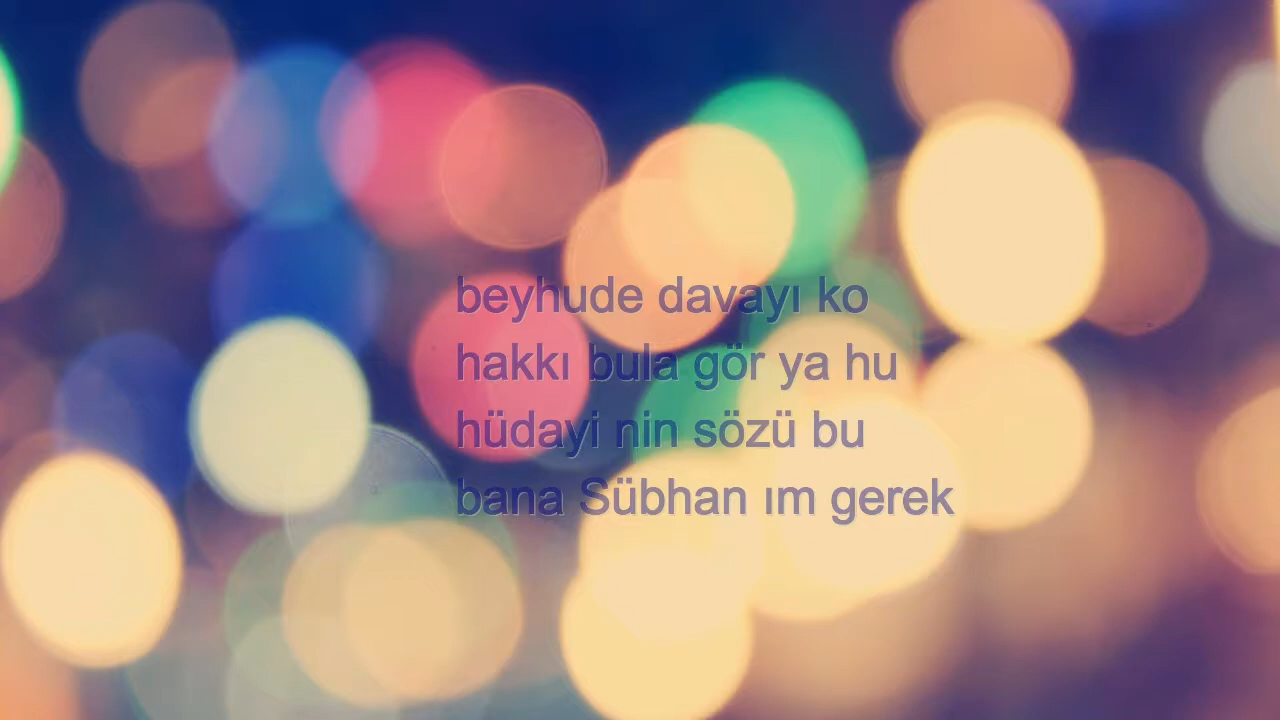 beyhude davayı ko
hakkı bula gör ya hu
hüdayi nin sözü bu
bana Sübhan ım gerek